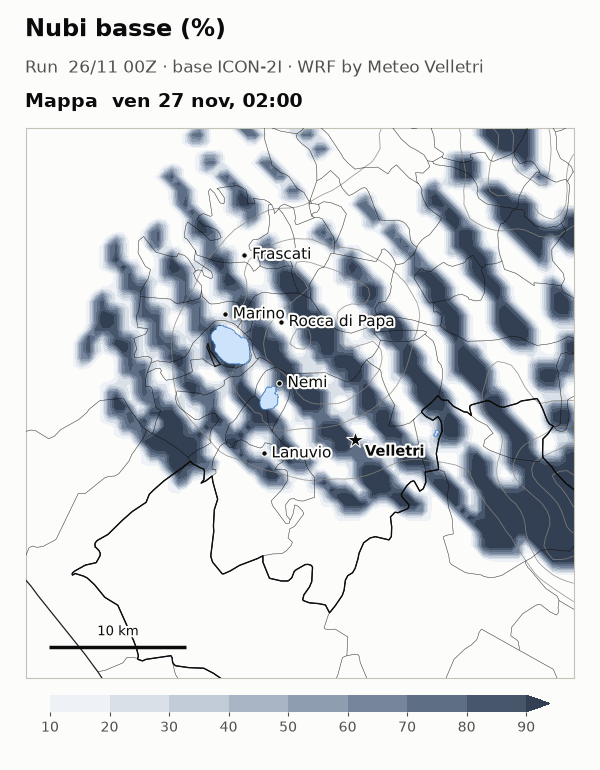 Nubi basse (%)
Run  26/11 00Z · base ICON-2I · WRF by Meteo Velletri
Mappa  ven 27 nov, 02:00
Frascati
Marino
Rocca di Papa
Nemi
Velletri
Lanuvio
10 km
10 20 30 40 50 60 70 80 90